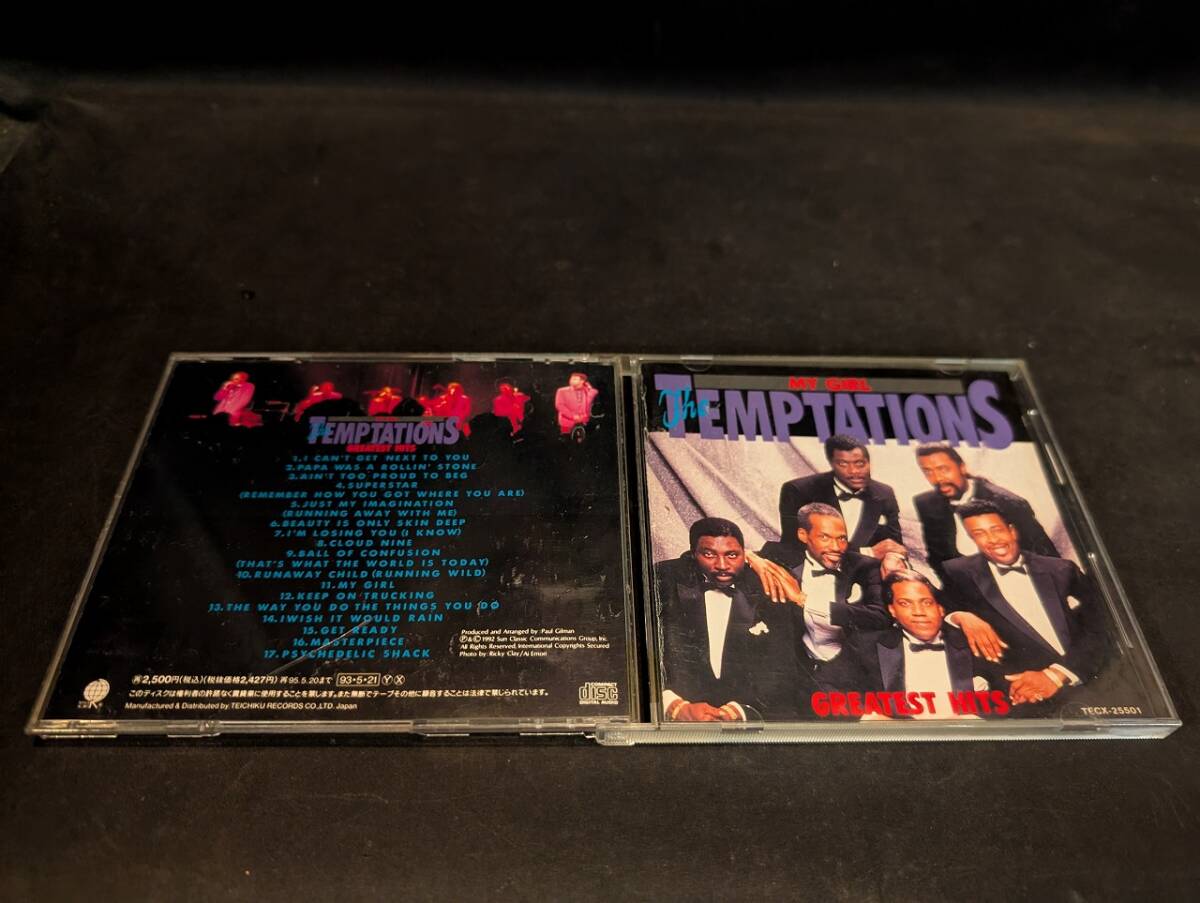 The TEMPTATIONS
GREATEST HITS
1. I CAN'T GET NEXT TO YOU
2. PAPA WAS A ROLLIN' STONE
3. AIN'T TOO PROUD TO BEG
4. SUPERSTAR
(REMEMBER HOW YOU GOT WHERE YOU ARE)
5. JUST MY IMAGINATION
(RUNNING AWAY WITH ME)
6. BEAUTY IS ONLY SKIN DEEP
7. I'M LOSING YOU (I KNOW)
8. CLOUD NINE
9. BALL OF CONFUSION
(THAT'S WHAT THE WORLD IS TODAY)
10. RUNAWAY CHILD (RUNNING WILD)
11. MY GIRL
12. KEEP ON TRUCKING
13. THE WAY YOU DO THE THINGS YOU DO
14. I WISH IT WOULD RAIN
15. GET READY
16. MASTERPIECE
17. PSYCHEDELIC SHACK
Produced and Arranged by: Paul Gilman
℗&© 1992 Sun Classic Communications Group, Inc.
All Rights Reserved, International Copyrights Secured
Photo by: Ricky Clay/Aj Emue
再 2,500円(税込)(税抜価格2,427円) 再95.5.20まで 93・5・21 Y X
このディスクは権利者の許諾なく賃貸業に使用することを禁じます。また無断でテープその他に録音することは法律で禁じられています。
Manufactured & Distributed by TEICHIKU RECORDS CO.,LTD. Japan
COMPACT
disc
DIGITAL AUDIO
MY GIRL
The TEMPTATIONS
GREATEST HITS
TECX-25501